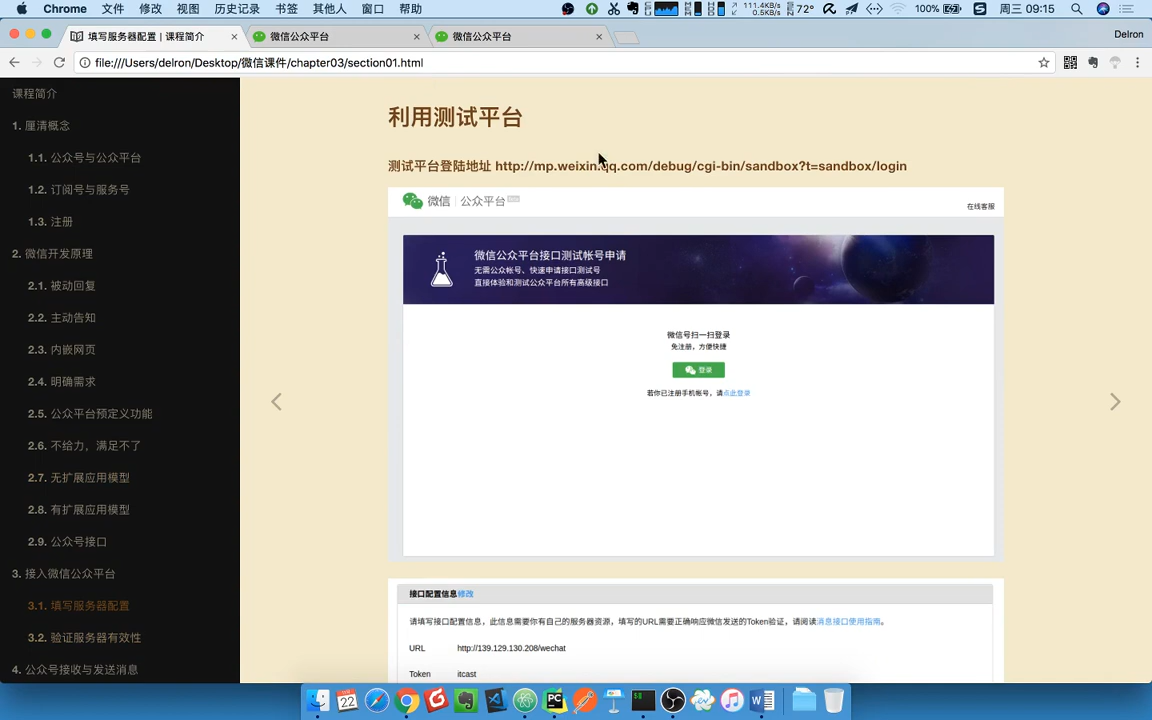 Chrome 文件 修改 视图 历史记录 书签 其他人 窗口 帮助
111.4KB/s
0.5KB/s
72° 100% 周三 09:15
填写服务器配置 | 课程简介 微信公众平台 微信公众平台 Delron
file:///Users/delron/Desktop/微信课件/chapter03/section01.html
课程简介
1. 厘清概念
1.1. 公众号与公众平台
1.2. 订阅号与服务号
1.3. 注册
2. 微信开发原理
2.1. 被动回复
2.2. 主动告知
2.3. 内嵌网页
2.4. 明确需求
2.5. 公众平台预定义功能
2.6. 不给力，满足不了
2.7. 无扩展应用模型
2.8. 有扩展应用模型
2.9. 公众号接口
3. 接入微信公众平台
3.1. 填写服务器配置
3.2. 验证服务器有效性
4. 公众号接收与发送消息
利用测试平台
测试平台登陆地址 http://mp.weixin.qq.com/debug/cgi-bin/sandbox?t=sandbox/login
微信 | 公众平台
在线客服
微信公众平台接口测试帐号申请
无需公众帐号、快速申请接口测试号
直接体验和测试公众平台所有高级接口
微信号扫一扫登录
免注册，方便快捷
登录
若你已注册手机帐号，请点此登录
接口配置信息修改
请填写接口配置信息，此信息需要你有自己的服务器资源，填写的URL需要正确响应微信发送的Token验证，请阅读消息接口使用指南。
URL http://139.129.130.208/wechat
Token itcast